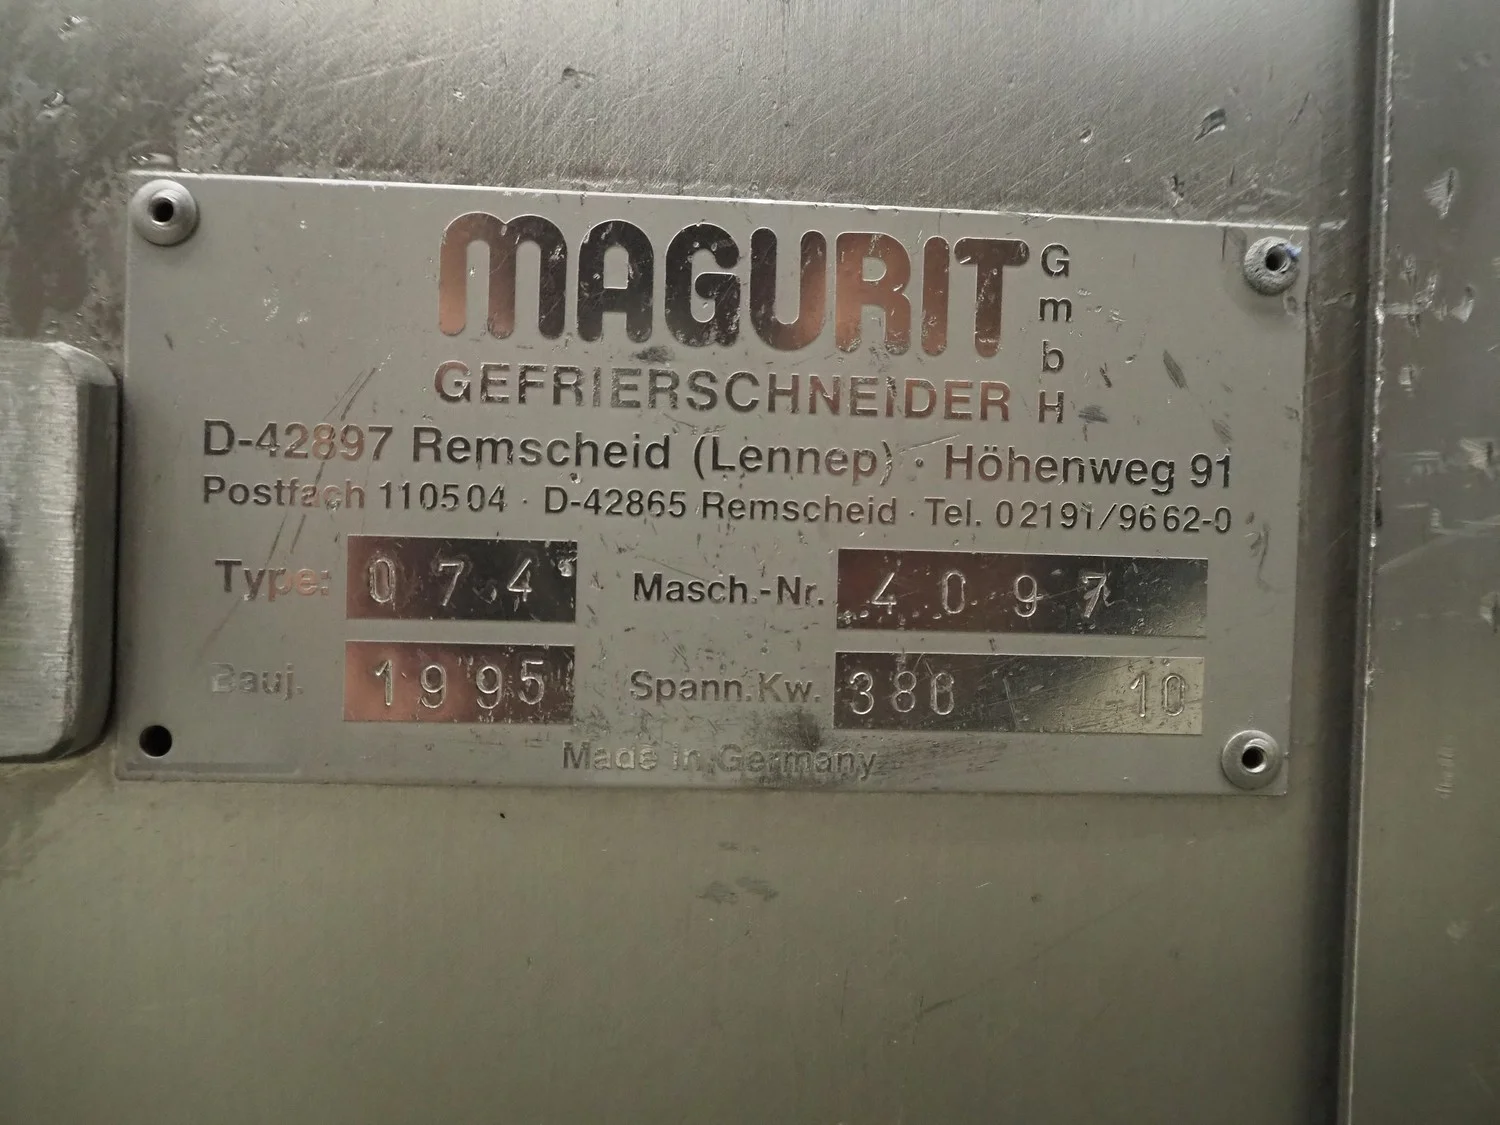 MAGURIT GmbH
GEFRIERSCHNEIDER
D-42897 Remscheid (Lennep) · Höhenweg 91
Postfach 110504 · D-42865 Remscheid · Tel. 02191/9662-0
Type: 074 Masch.-Nr. 4097
Bauj. 1995 Spann.Kw. 386 10
Made in Germany